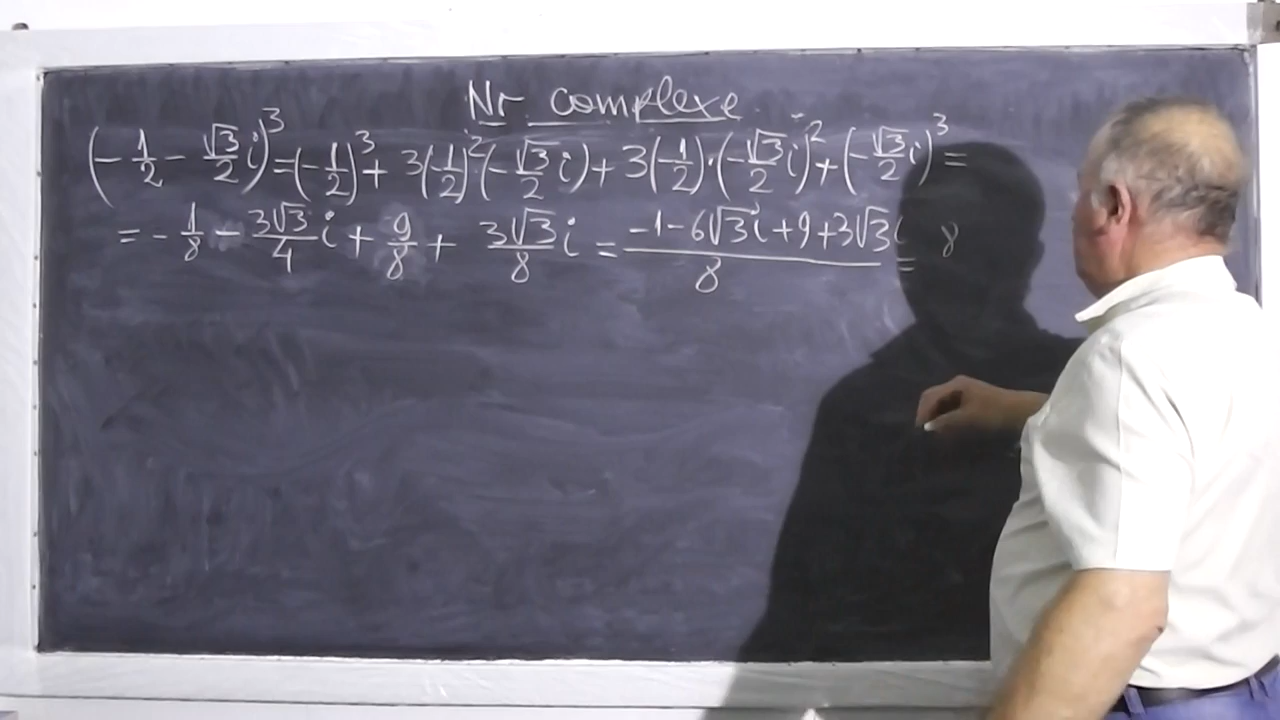 Nr complexe
(-1/2 - √3/2 i)^3 = (-1/2)^3 + 3(-1/2)^2·(-√3/2 i) + 3(-1/2)·(-√3/2 i)^2 + (-√3/2 i)^3 =
= -1/8 - 3√3/4 i + 9/8 + 3√3/8 i = (-1-6√3i+9+3√3i)/8 = 8